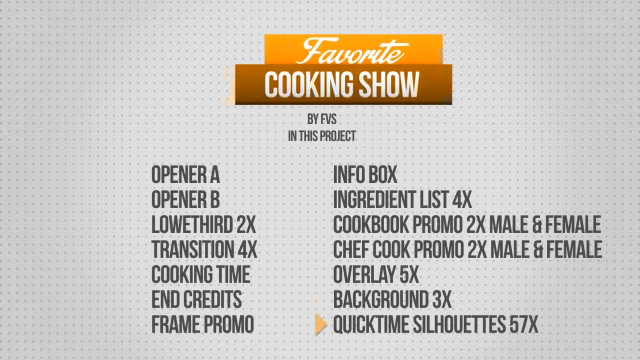 Favorite
COOKING SHOW
BY FVS
IN THIS PROJECT
OPENER A
OPENER B
LOWETHIRD 2X
TRANSITION 4X
COOKING TIME
END CREDITS
FRAME PROMO
INFO BOX
INGREDIENT LIST 4X
COOKBOOK PROMO 2X MALE & FEMALE
CHEF COOK PROMO 2X MALE & FEMALE
OVERLAY 5X
BACKGROUND 3X
QUICKTIME SILHOUETTES 57X